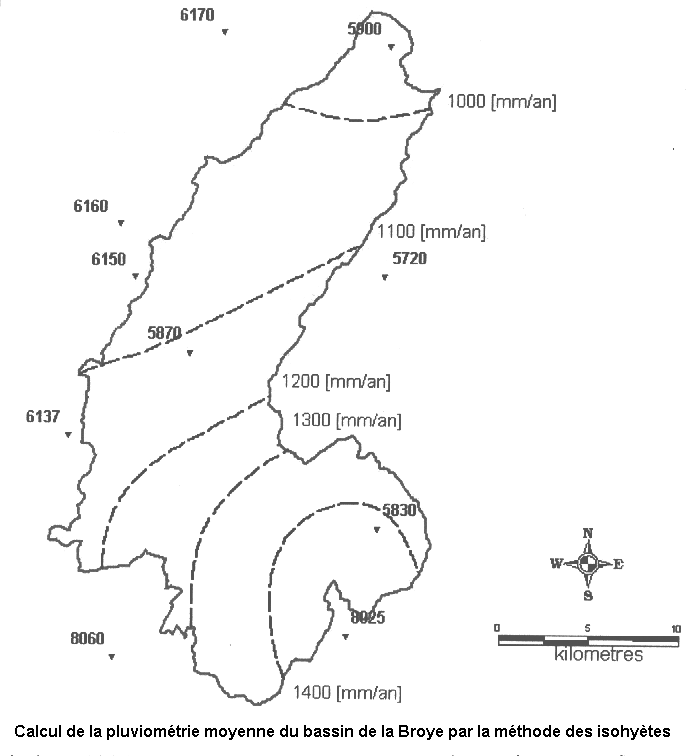 6170
5900
1000 [mm/an]
6160
1100 [mm/an]
6150
5720
5870
1200 [mm/an]
6137
1300 [mm/an]
5830
N
W E
S
8025
0 5 10
8060
kilometres
1400 [mm/an]
Calcul de la pluviométrie moyenne du bassin de la Broye par la méthode des isohyètes